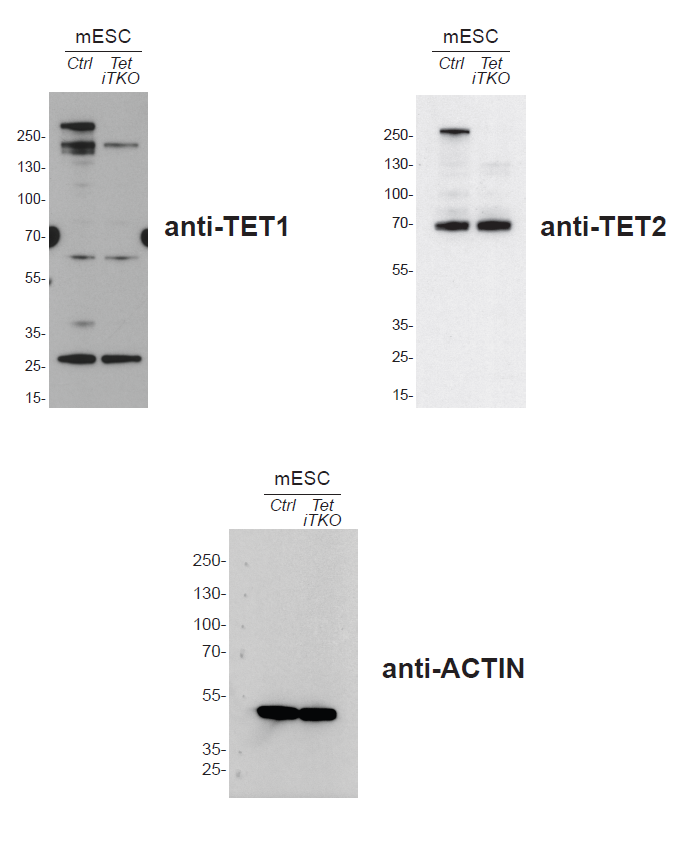 mESC
Ctrl Tet
iTKO
250-
130-
100-
70-
55-
35-
25-
15-
anti-TET1
mESC
Ctrl Tet
iTKO
250-
130-
100-
70-
55-
35-
25-
15-
anti-TET2
mESC
Ctrl Tet
iTKO
250-
130-
100-
70-
55-
35-
25-
anti-ACTIN